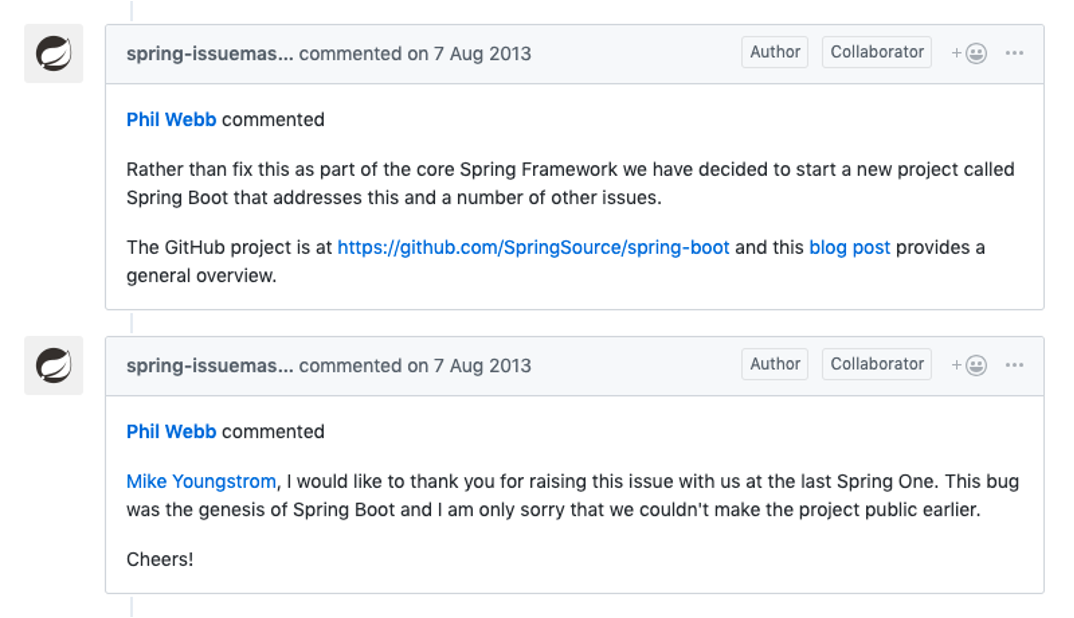 spring-issuemas... commented on 7 Aug 2013 Author Collaborator
Phil Webb commented
Rather than fix this as part of the core Spring Framework we have decided to start a new project called
Spring Boot that addresses this and a number of other issues.
The GitHub project is at https://github.com/SpringSource/spring-boot and this blog post provides a
general overview.
spring-issuemas... commented on 7 Aug 2013 Author Collaborator
Phil Webb commented
Mike Youngstrom, I would like to thank you for raising this issue with us at the last Spring One. This bug
was the genesis of Spring Boot and I am only sorry that we couldn't make the project public earlier.
Cheers!